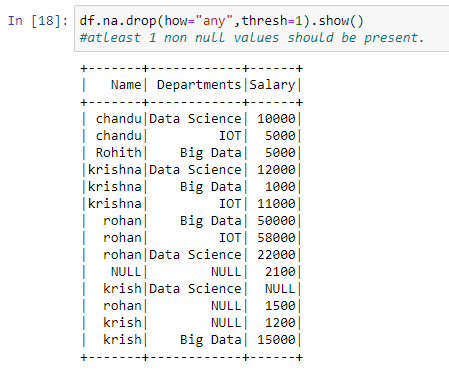 In [18]: df.na.drop(how="any",thresh=1).show()
#atleast 1 non null values should be present.
+-------+------------+------+
|   Name| Departments|Salary|
+-------+------------+------+
| chandu|Data Science| 10000|
| chandu|         IOT|  5000|
| Rohith|    Big Data|  5000|
|krishna|Data Science| 12000|
|krishna|    Big Data|  1000|
|krishna|         IOT| 11000|
|  rohan|    Big Data| 50000|
|  rohan|         IOT| 58000|
|  rohan|Data Science| 22000|
|   NULL|        NULL|  2100|
|  krish|Data Science|  NULL|
|  rohan|        NULL|  1500|
|  krish|        NULL|  1200|
|  krish|    Big Data| 15000|
+-------+------------+------+